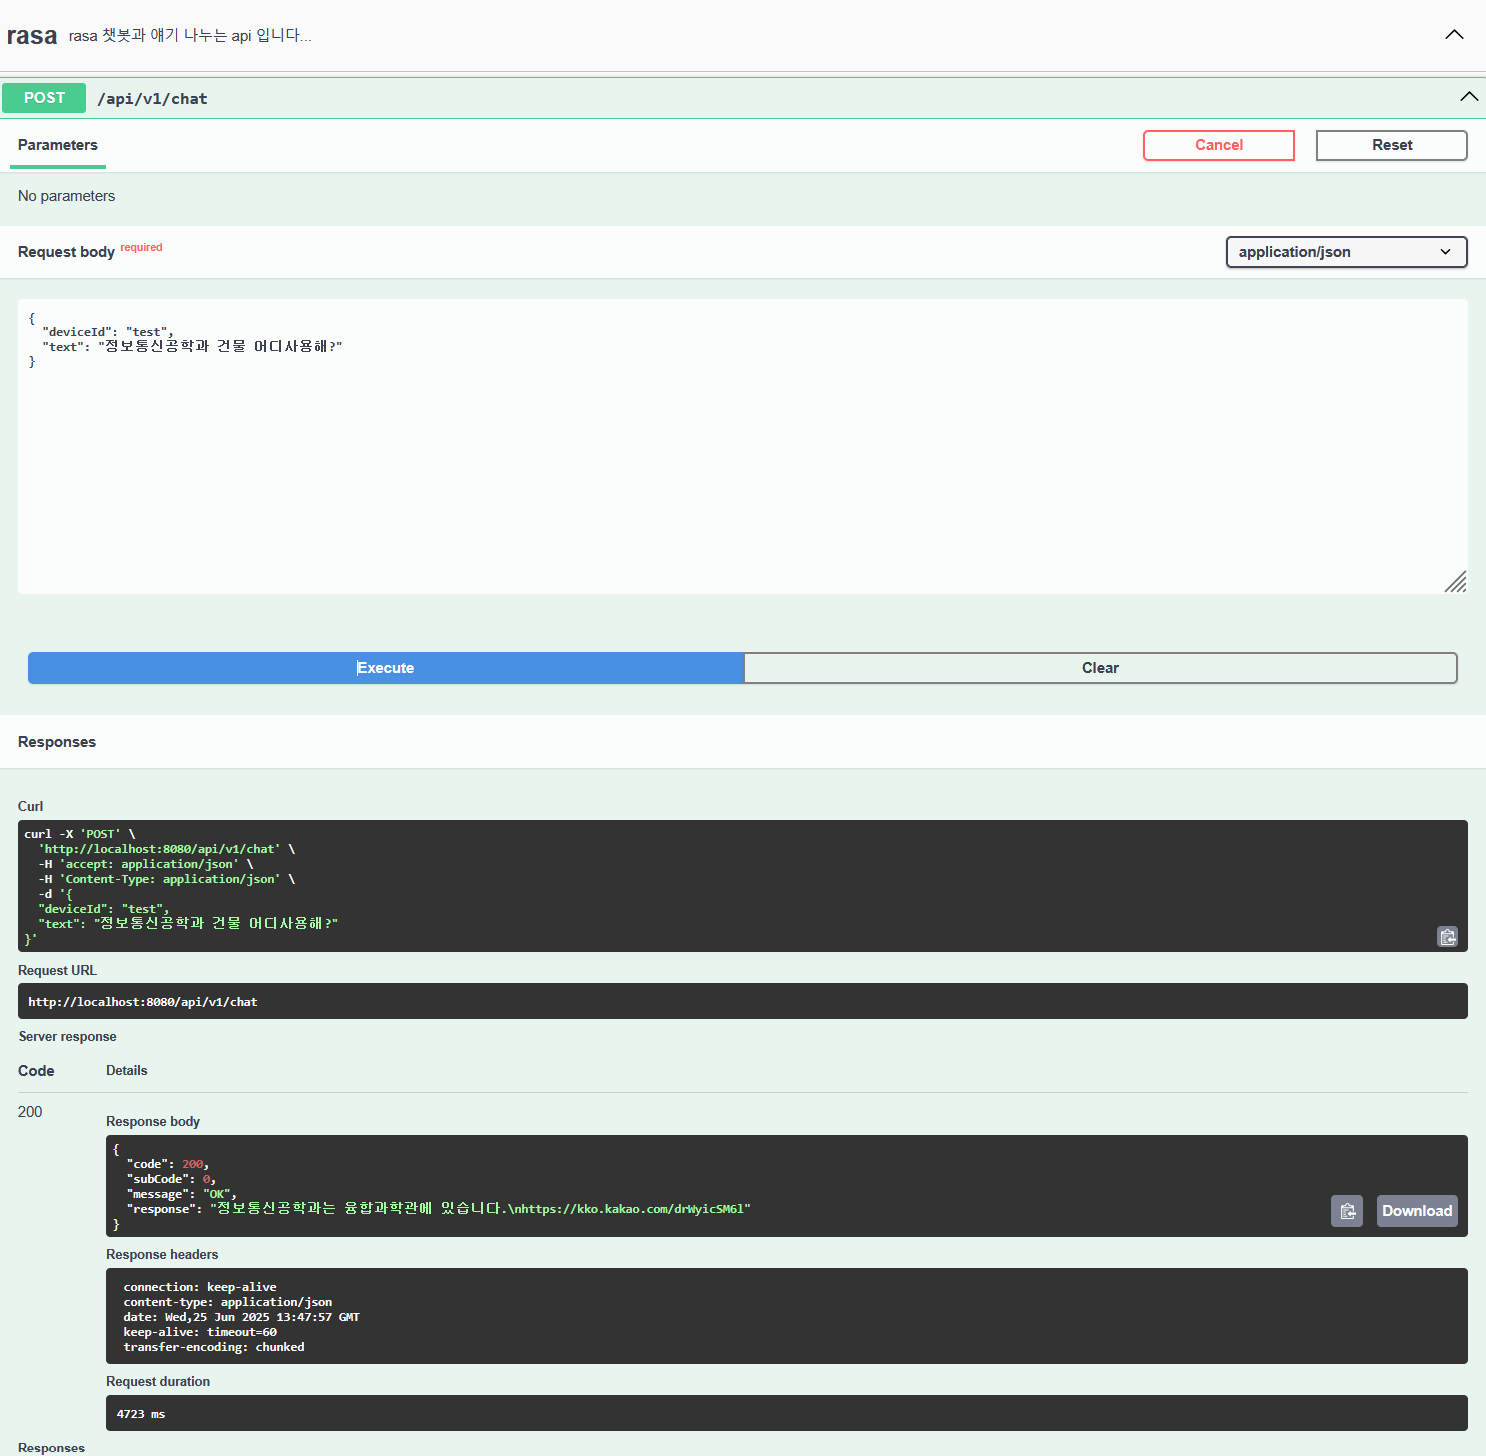 rasa rasa 챗봇과 얘기 나누는 api 입니다...
POST /api/v1/chat
Parameters
Cancel
Reset
No parameters
Request body required
application/json
{
  "deviceId": "test",
  "text": "정보통신공학과 건물 어디사용해?"
}
Execute
Clear
Responses
Curl
curl -X 'POST' \
  'http://localhost:8080/api/v1/chat' \
  -H 'accept: application/json' \
  -H 'Content-Type: application/json' \
  -d '{
  "deviceId": "test",
  "text": "정보통신공학과 건물 어디사용해?"
}'
Request URL
http://localhost:8080/api/v1/chat
Server response
Code Details
200
Response body
{
  "code": 200,
  "subCode": 0,
  "message": "OK",
  "response": "정보통신공학과는 융합과학관에 있습니다.\nhttps://kko.kakao.com/drWyicSM6l"
}
Download
Response headers
connection: keep-alive
content-type: application/json
date: Wed,25 Jun 2025 13:47:57 GMT
keep-alive: timeout=60
transfer-encoding: chunked
Request duration
4723 ms
Responses